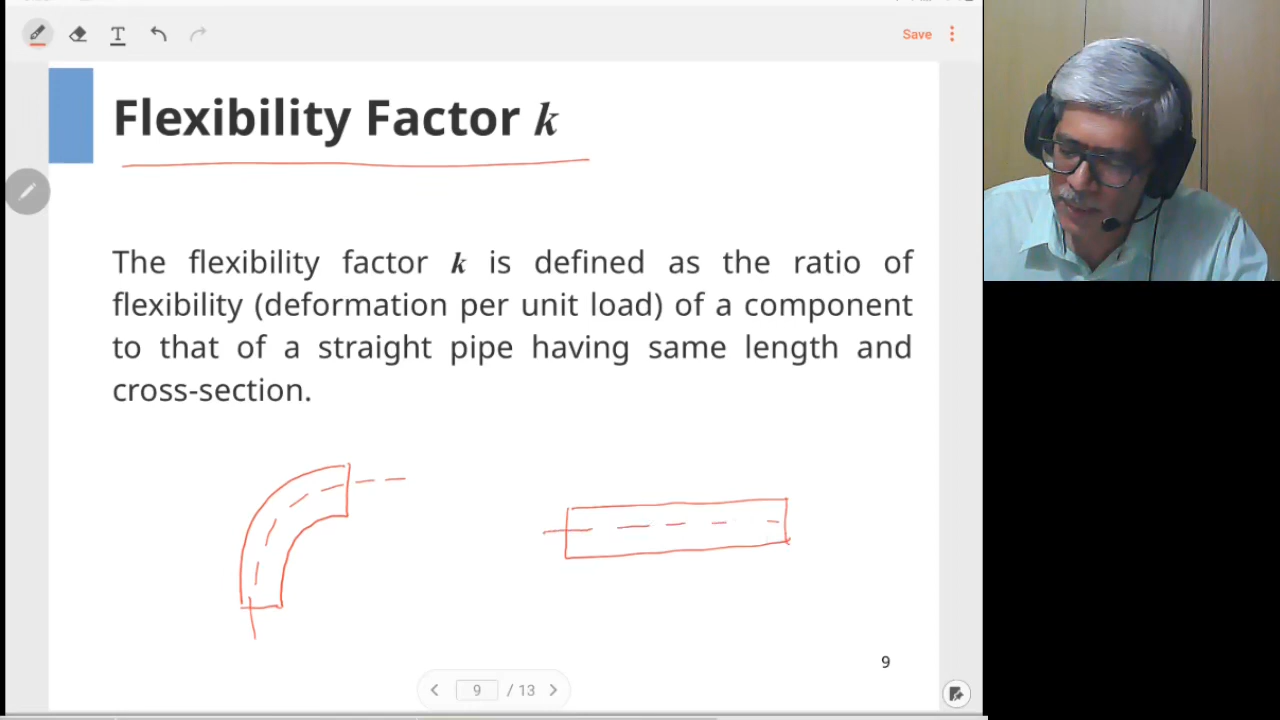 Save
Flexibility Factor k
The flexibility factor k is defined as the ratio of
flexibility (deformation per unit load) of a component
to that of a straight pipe having same length and
cross-section.
9
9 / 13